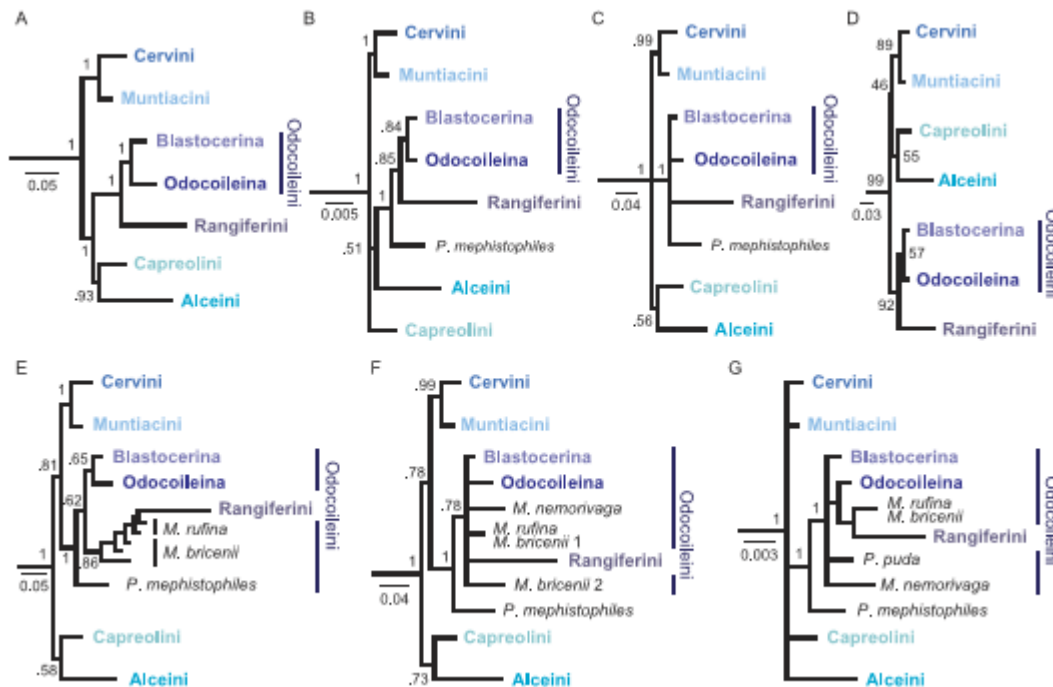 A
Cervini
1
Muntiacini
1
Blastocerina
1
1
Odocoileina
Odocoileini
0.05
Rangiferini
1
Capreolini
.93
Alceini
B
Cervini
1
Muntiacini
Blastocerina
.84
Odocoileina
Odocoileini
.85
1
Rangiferini
0.005
1
P. mephistophiles
.51
Alceini
Capreolini
C
Cervini
.99
Muntiacini
Blastocerina
Odocoileina
Odocoileini
1
1
Rangiferini
0.04
P. mephistophiles
Capreolini
.56
Alceini
D
Cervini
89
46
Muntiacini
Capreolini
55
Alceini
99
0.03
Blastocerina
57
Odocoileina
Odocoileini
92
Rangiferini
E
Cervini
1
Muntiacini
.81
.65
Blastocerina
Odocoileina
.62
Rangiferini
Odocoileini
M. rufina
M. bricenii
1
1
.86
0.05
P. mephistophiles
Capreolini
.58
Alceini
F
Cervini
.99
Muntiacini
.78
Blastocerina
Odocoileina
.78
M. nemorivaga
M. rufina
M. bricenii 1
Odocoileini
1
1
Rangiferini
0.04
M. bricenii 2
P. mephistophiles
Capreolini
.73
Alceini
G
Cervini
Muntiacini
Blastocerina
Odocoileina
1
M. rufina
M. bricenii
Odocoileini
1
Rangiferini
0.003
1
P. puda
M. nemorivaga
P. mephistophiles
Capreolini
Alceini